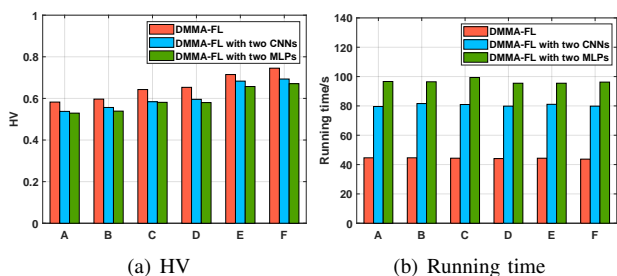 DMMA-FL
DMMA-FL with two CNNs
DMMA-FL with two MLPs
1
0.8
0.6
0.4
0.2
0
HV
A B C D E F
(a) HV
DMMA-FL
DMMA-FL with two CNNs
DMMA-FL with two MLPs
140
120
100
80
60
40
20
0
Running time/s
A B C D E F
(b) Running time